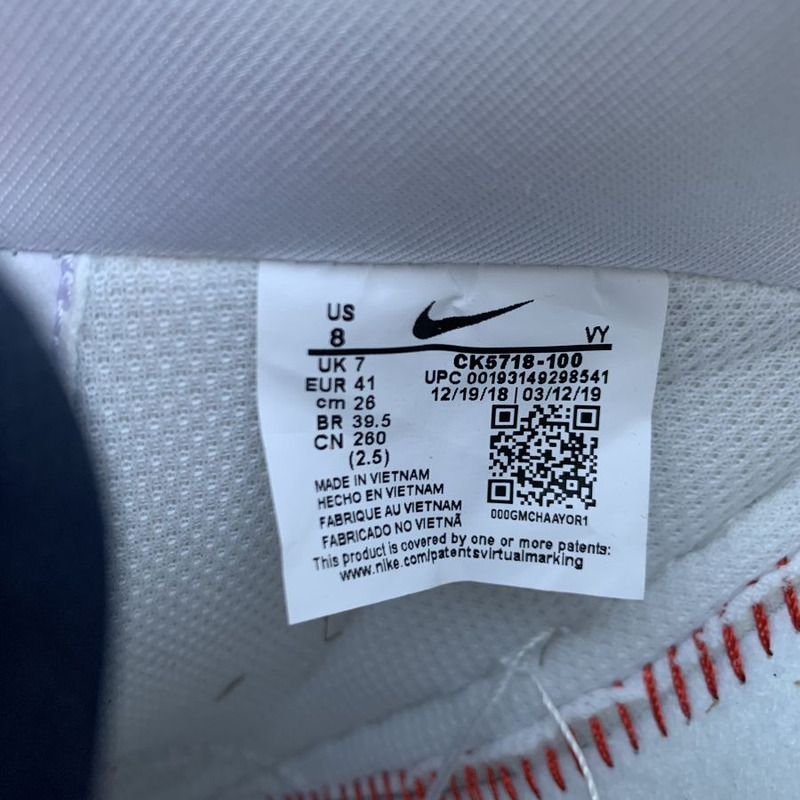 US
8
VY
UK 7
EUR 41
cm 26
BR 39.5
CN 260
(2.5)
CK5718-100
UPC 00193149298541
12/19/18 | 03/12/19
000GMCHAAYOR1
MADE IN VIETNAM
HECHO EN VIETNAM
FABRIQUE AU VIETNAM
FABRICADO NO VIETNÃ
This product is covered by one or more patents:
www.nike.com/patentsvirtualmarking